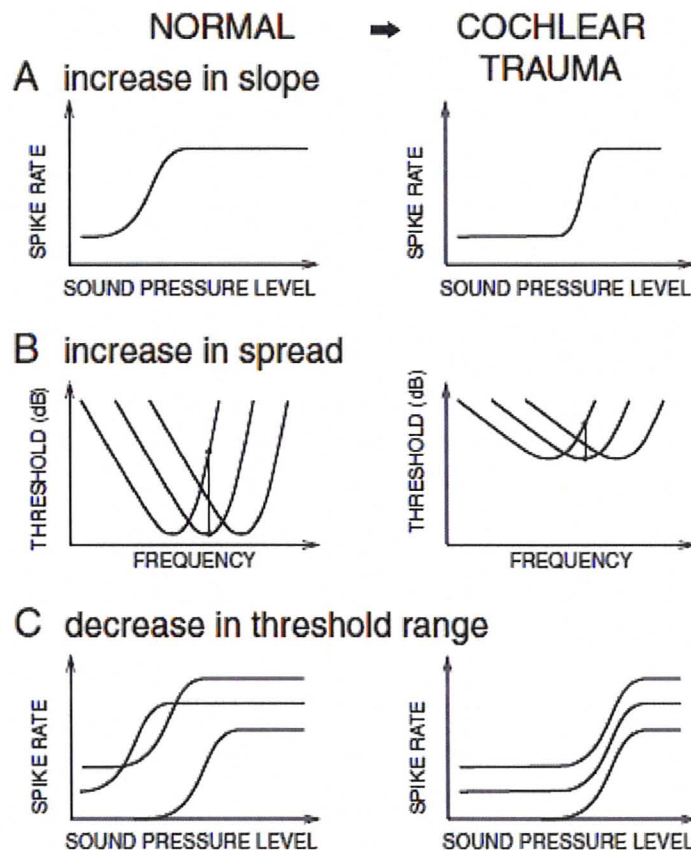 NORMAL → COCHLEAR
TRAUMA
A increase in slope
SPIKE RATE
SOUND PRESSURE LEVEL
SPIKE RATE
SOUND PRESSURE LEVEL
B increase in spread
THRESHOLD (dB)
FREQUENCY
THRESHOLD (dB)
FREQUENCY
C decrease in threshold range
SPIKE RATE
SOUND PRESSURE LEVEL
SPIKE RATE
SOUND PRESSURE LEVEL